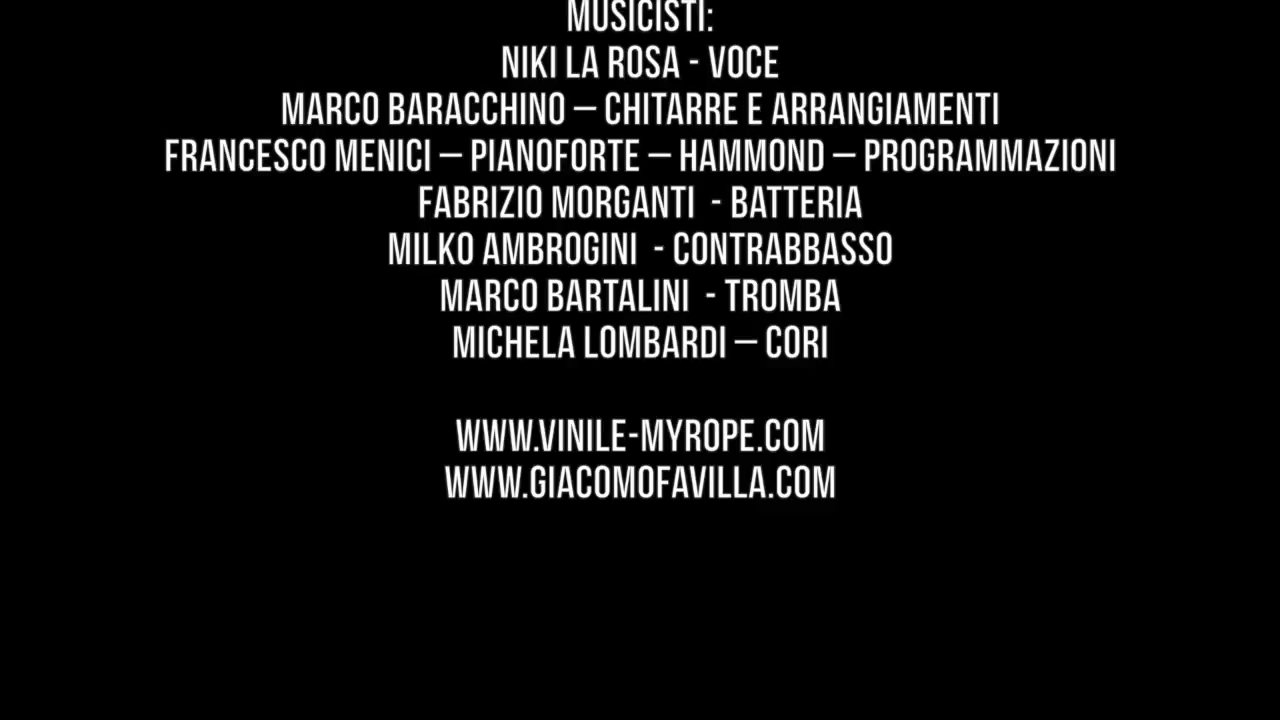 MUSICISTI:
NIKI LA ROSA - VOCE
MARCO BARACCHINO – CHITARRE E ARRANGIAMENTI
FRANCESCO MENICI – PIANOFORTE – HAMMOND – PROGRAMMAZIONI
FABRIZIO MORGANTI  - BATTERIA
MILKO AMBROGINI  - CONTRABBASSO
MARCO BARTALINI  - TROMBA
MICHELA LOMBARDI – CORI
WWW.VINILE-MYROPE.COM
WWW.GIACOMOFAVILLA.COM